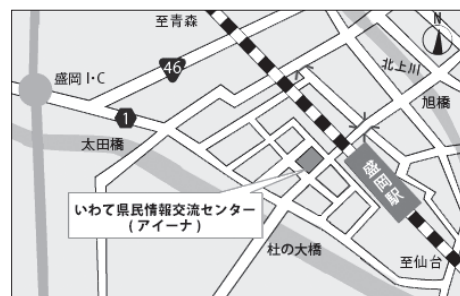 至青森
N
北上川
46
盛岡 I・C
旭橋
1
太田橋
盛岡駅
いわて県民情報交流センター
(アイーナ)
杜の大橋
至仙台